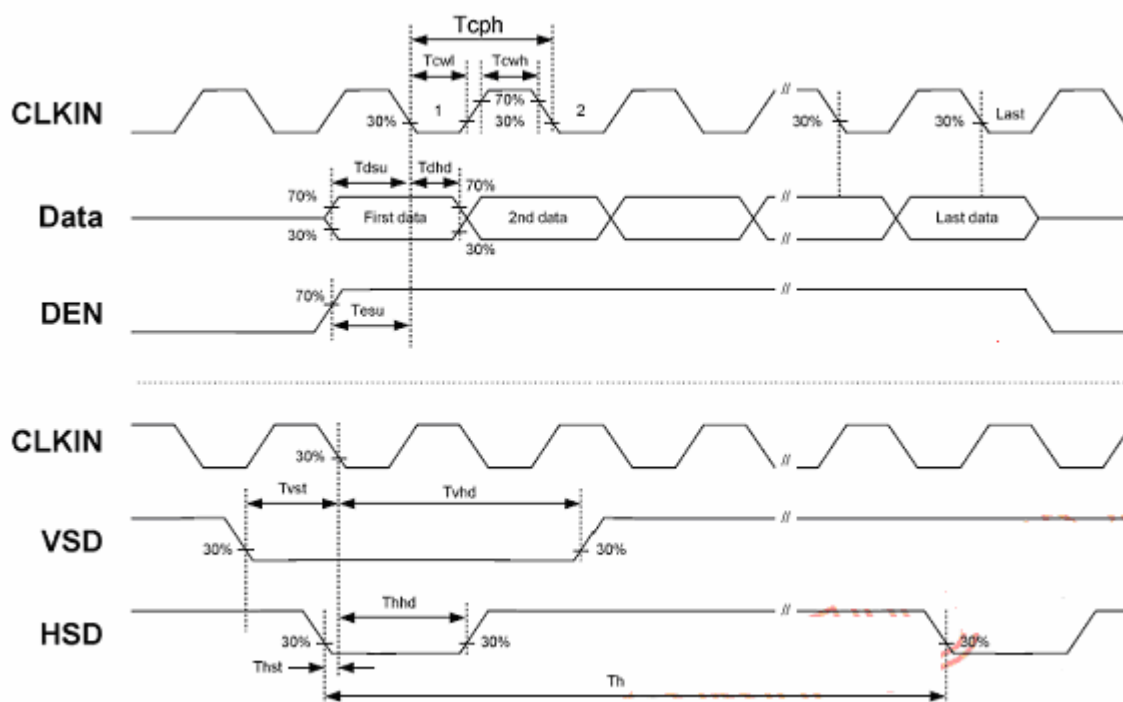 Tcph
Tcwl Tcwh
CLKIN 30% 1 70% 30% 2 // 30% 30% Last
Tdsu Tdhd
Data 70% 30% First data 70% 30% 2nd data // // Last data
DEN 70% Tesu //
CLKIN 30% //
Tvst Tvhd
VSD 30% 30% //
Thhd
HSD 30% 30% // 30%
Thst
Th